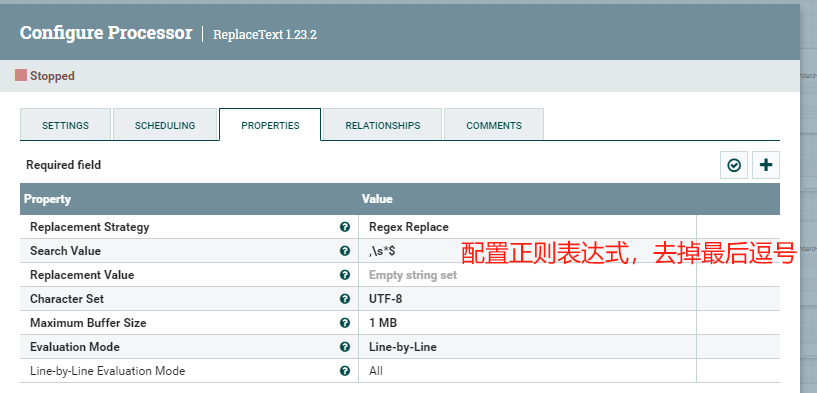 Configure Processor | ReplaceText 1.23.2
Stopped
SETTINGS SCHEDULING PROPERTIES RELATIONSHIPS COMMENTS
Required field
Property Value
Replacement Strategy Regex Replace
Search Value ,\s*$ 配置正则表达式，去掉最后逗号
Replacement Value Empty string set
Character Set UTF-8
Maximum Buffer Size 1 MB
Evaluation Mode Line-by-Line
Line-by-Line Evaluation Mode All